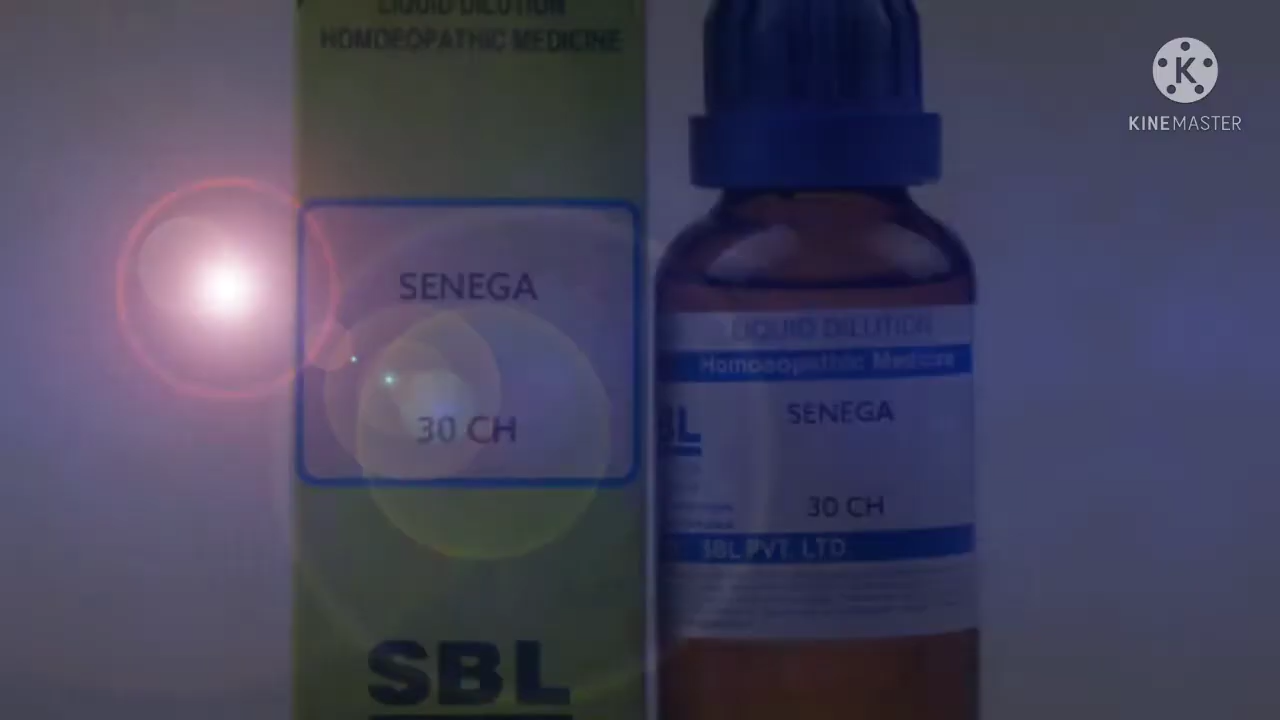 LIQUID DILUTION
HOMOEOPATHIC MEDICINE
SENEGA
30 CH
SBL
LIQUID DILUTION
Homoeopathic Medicine
SBL
SENEGA
30 CH
SBL PVT. LTD
KINEMASTER